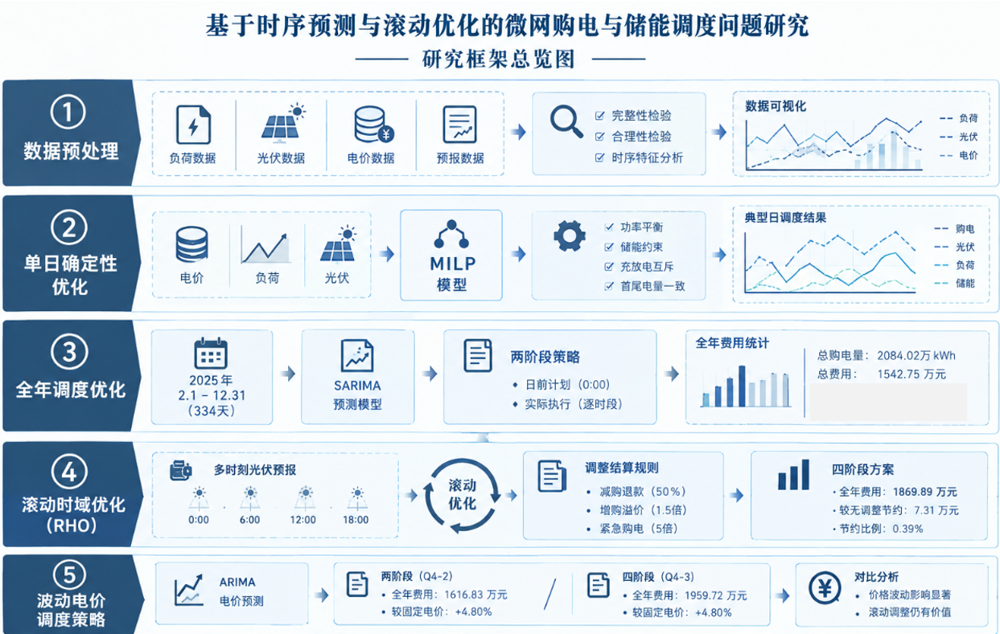 基于时序预测与滚动优化的微网购电与储能调度问题研究
研究框架总览图
1
数据预处理
负荷数据
光伏数据
¥
电价数据
预报数据
完整性检验
合理性检验
时序特征分析
数据可视化
负荷
光伏
电价
2
单日确定性
优化
电价
负荷
光伏
MILP
模型
功率平衡
储能约束
充放电互斥
首尾电量一致
典型日调度结果
购电
光伏
负荷
储能
3
全年调度优化
2025年
2.1 – 12.31
（334天）
SARIMA
预测模型
两阶段策略
• 日前计划（0:00）
• 实际执行（逐时段）
全年费用统计
总购电量： 2084.02万 kWh
总费用： 1542.75 万元
4
滚动时域优化
（RHO）
多时刻光伏预报
0:00
6:00
12:00
18:00
滚动
优化
调整结算规则
• 减购退款（50%）
• 增购溢价（1.5倍）
• 紧急购电（5倍）
四阶段方案
· 全年费用：1869.89 万元
· 较无调整节约：7.31 万元
· 节约比例：0.39%
5
波动电价
调度策略
ARIMA
电价预测
两阶段（Q4-2）
• 全年费用：1616.83 万元
• 较固定电价：+4.80%
/
四阶段（Q4-3）
• 全年费用：1959.72 万元
• 较固定电价：+4.80%
¥
对比分析
• 价格波动影响显著
• 滚动调整仍有价值